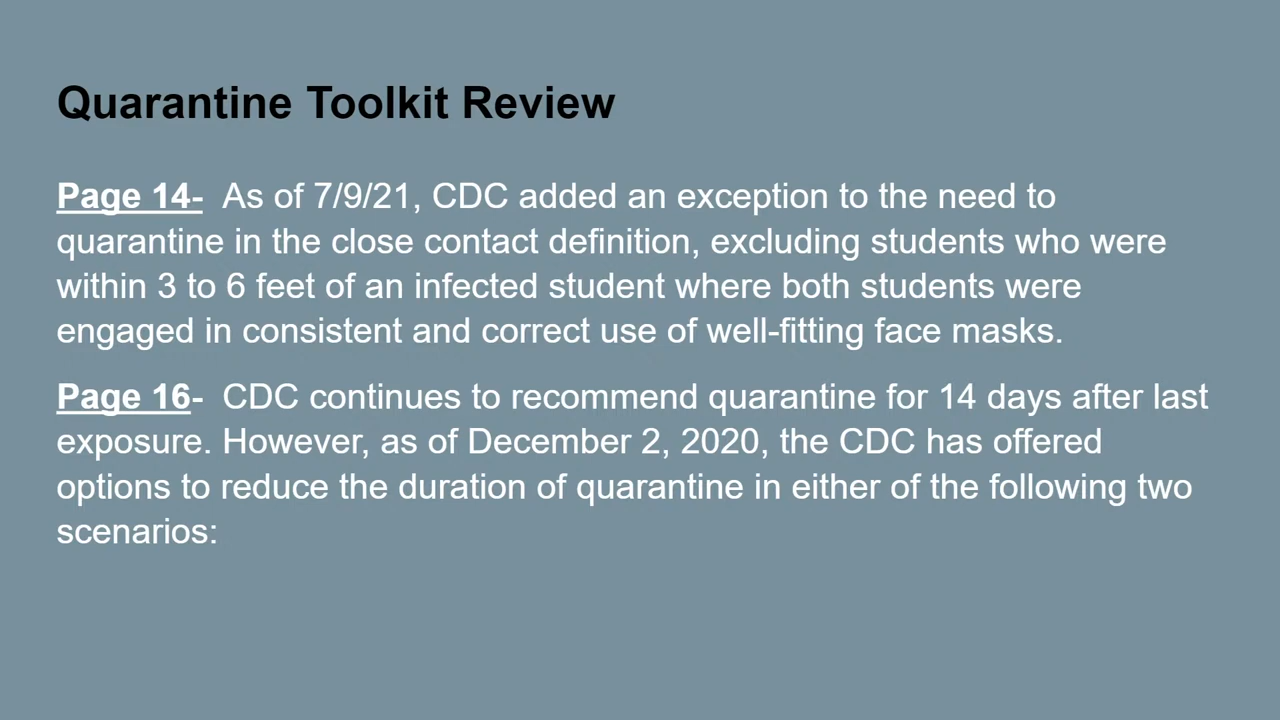 Quarantine Toolkit Review
Page 14- As of 7/9/21, CDC added an exception to the need to
quarantine in the close contact definition, excluding students who were
within 3 to 6 feet of an infected student where both students were
engaged in consistent and correct use of well-fitting face masks.
Page 16- CDC continues to recommend quarantine for 14 days after last
exposure. However, as of December 2, 2020, the CDC has offered
options to reduce the duration of quarantine in either of the following two
scenarios: